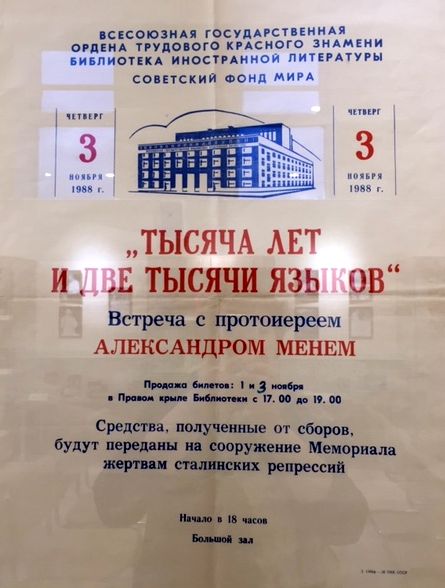 ВСЕСОЮЗНАЯ ГОСУДАРСТВЕННАЯ
ОРДЕНА ТРУДОВОГО КРАСНОГО ЗНАМЕНИ
БИБЛИОТЕКА ИНОСТРАННОЙ ЛИТЕРАТУРЫ
СОВЕТСКИЙ ФОНД МИРА
ЧЕТВЕРГ
3
НОЯБРЯ
1988 г.
ЧЕТВЕРГ
3
НОЯБРЯ
1988 г.
„ТЫСЯЧА ЛЕТ
И ДВЕ ТЫСЯЧИ ЯЗЫКОВ“
Встреча с протоиереем
АЛЕКСАНДРОМ МЕНЕМ
Продажа билетов: 1 и 3 ноября
в Правом крыле Библиотеки с 17.00 до 19.00
Средства, полученные от сборов,
будут переданы на сооружение Мемориала
жертвам сталинских репрессий
Начало в 18 часов
Большой зал